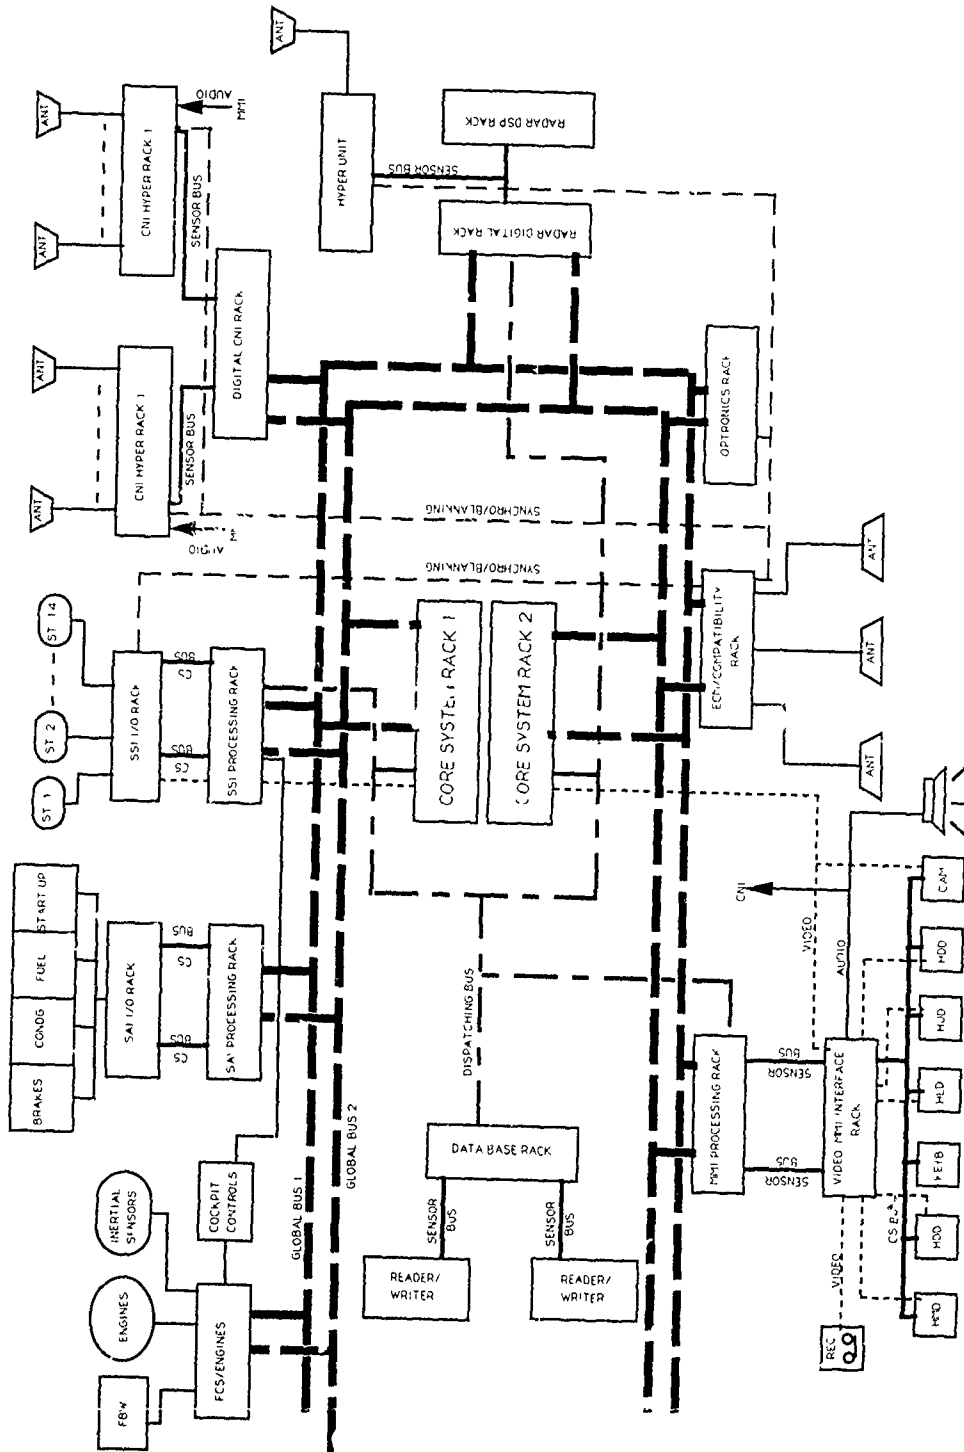 FBW
ENGINES
INERTIAL
SENSORS
BRAKES
CONDG
FUEL
START UP
ST 1
ST 2
ST 14
ANT
ANT
ANT
ANT
FCS/ENGINES
COCKPIT
CONTROLS
I/O RACK
SSI I/O RACK
CNI HYPER RACK 1
CNI HYPER RACK 1
AUDIO
AUDIO
MMI
CS
BUS
CS
BUS
CS
BUS
CS
BUS
SENSOR BUS
SENSOR BUS
PROCESSING RACK
SSI PROCESSING RACK
DIGITAL CNI RACK
ANT
GLOBAL BUS 1
GLOBAL BUS 2
HYPER UNIT
SENSOR BUS
READER/
WRITER
READER/
WRITER
SENSOR
BUS
SENSOR
BUS
DATA BASE RACK
DISPATCHING BUS
CORE SYSTEM RACK 1
CORE SYSTEM RACK 2
SYNCHRO/BLANKING
SYNCHRO/BLANKING
RADAR DIGITAL RACK
RADAR DSP RACK
MMI PROCESSING RACK
ECM/COMPATIBILITY
RACK
OPTRONICS RACK
SENSOR
BUS
SENSOR
BUS
CNI
VIDEO
AUDIO
VIDEO MMI INTERFACE
RACK
REC
VIDEO
CS BUS
ANT
ANT
ANT
HMD
HDD
HLD
HUD
HDD
CAM